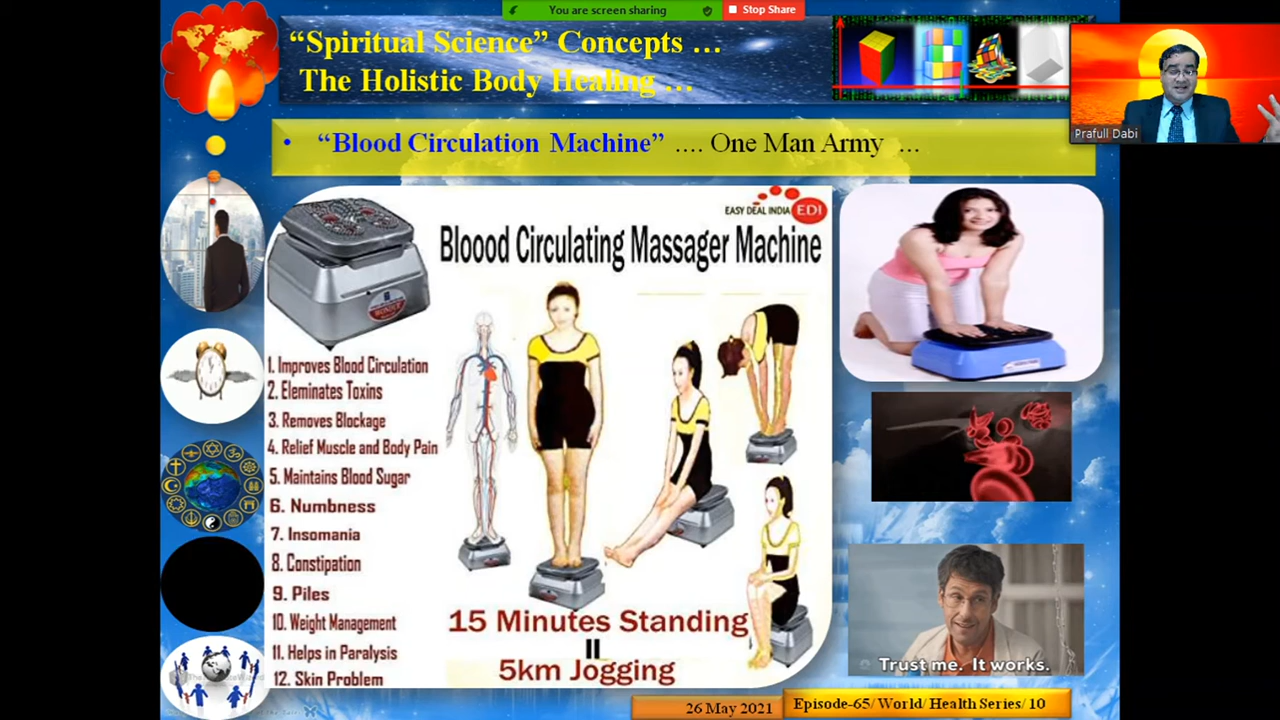 You are screen sharing
Stop Share
“Spiritual Science” Concepts ...
The Holistic Body Healing ...
Prafull Dabi
• “Blood Circulation Machine” .... One Man Army ...
EASY DEAL INDIA EDI
Bloood Circulating Massager Machine
1. Improves Blood Circulation
2. Eleminates Toxins
3. Removes Blockage
4. Relief Muscle and Body Pain
5. Maintains Blood Sugar
6. Numbness
7. Insomania
8. Constipation
9. Piles
10. Weight Management
11. Helps in Paralysis
12. Skin Problem
15 Minutes Standing
=
5km Jogging
Trust me. It works.
26 May 2021
Episode-65/ World/ Health Series/ 10